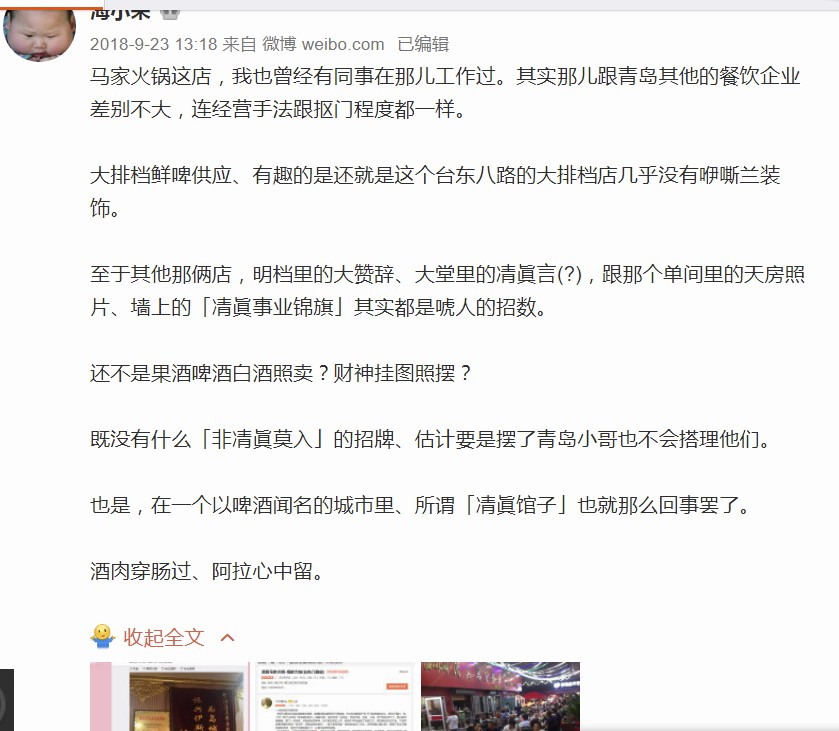 2018-9-23 13:18 来自 微博 weibo.com 已编辑
马家火锅这店，我也曾经有同事在那儿工作过。其实那儿跟青岛其他的餐饮企业
差别不大，连经营手法跟抠门程度都一样。
大排档鲜啤供应、有趣的是还就是这个台东八路的大排档店几乎没有咿嘶兰装
饰。
至于其他那俩店，明档里的大赞辞、大堂里的凊眞言(?)，跟那个单间里的天房照
片、墙上的「凊眞事业锦旗」其实都是唬人的招数。
还不是果酒啤酒白酒照卖？财神挂图照摆？
既没有什么「非凊眞莫入」的招牌、估计要是摆了青岛小哥也不会搭理他们。
也是，在一个以啤酒闻名的城市里、所谓「凊眞馆子」也就那么回事罢了。
酒肉穿肠过、阿拉心中留。
收起全文